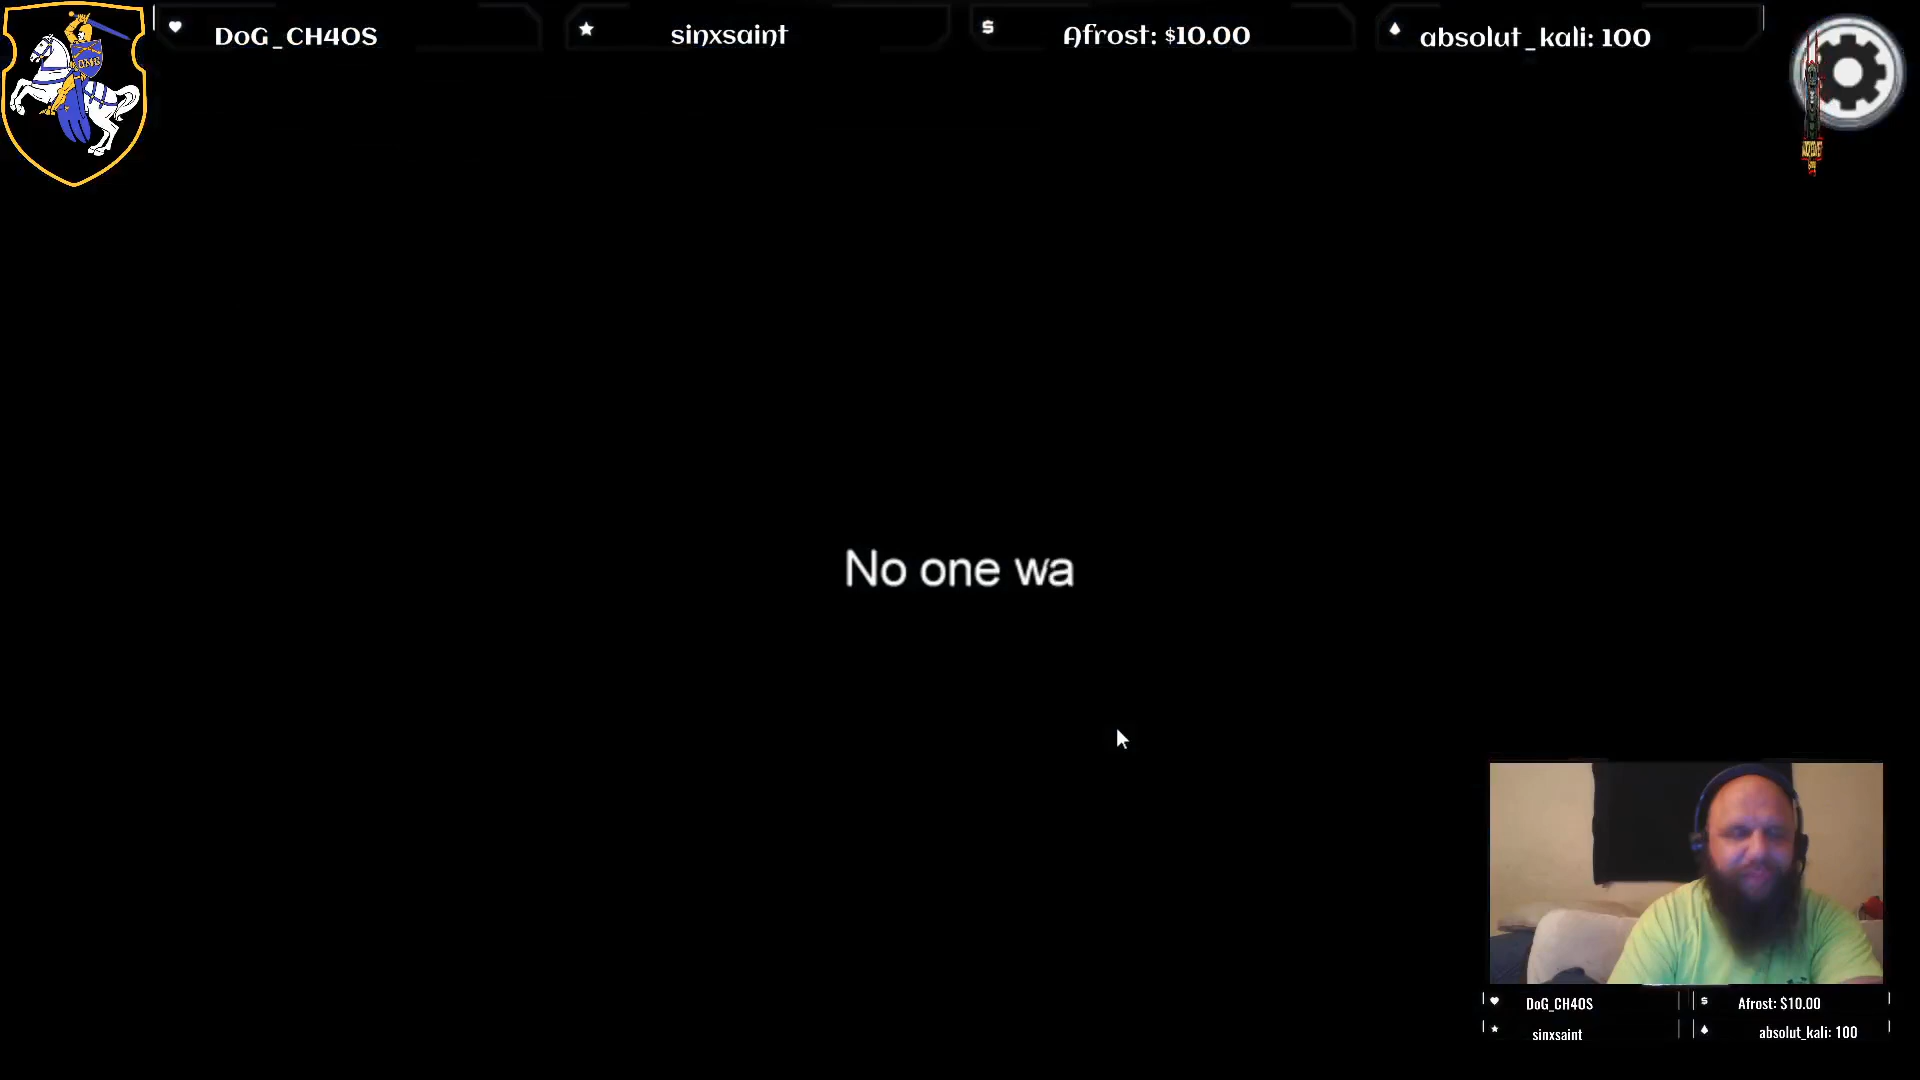 DoG_CH4OS
sinxsaint
$
Afrost: $10.00
absolut_kali: 100
No one wa
DoG_CH4OS
$
Afrost: $10.00
sinxsaint
absolut_kali: 100